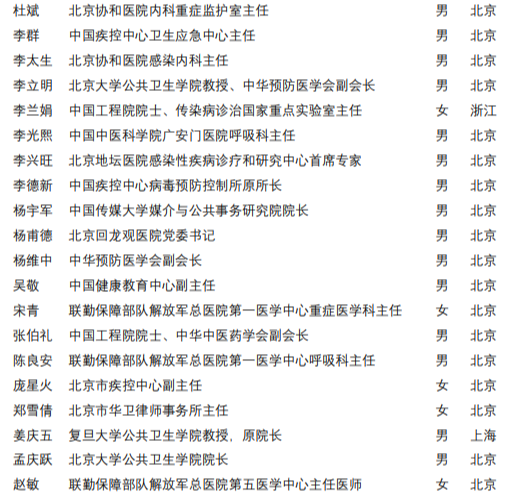 杜斌 北京协和医院内科重症监护室主任 男 北京
李群 中国疾控中心卫生应急中心主任 男 北京
李太生 北京协和医院感染内科主任 男 北京
李立明 北京大学公共卫生学院教授、中华预防医学会副会长 男 北京
李兰娟 中国工程院院士、传染病诊治国家重点实验室主任 女 浙江
李光熙 中国中医科学院广安门医院呼吸科主任 男 北京
李兴旺 北京地坛医院感染性疾病诊疗和研究中心首席专家 男 北京
李德新 中国疾控中心病毒预防控制所原所长 男 北京
杨宇军 中国传媒大学媒介与公共事务研究院院长 男 北京
杨甫德 北京回龙观医院党委书记 男 北京
杨维中 中华预防医学会副会长 男 北京
吴敬 中国健康教育中心副主任 男 北京
宋青 联勤保障部队解放军总医院第一医学中心重症医学科主任 女 北京
张伯礼 中国工程院院士、中华中医药学会副会长 男 北京
陈良安 联勤保障部队解放军总医院第一医学中心呼吸科主任 男 北京
庞星火 北京市疾控中心副主任 女 北京
郑雪倩 北京市华卫律师事务所主任 女 北京
姜庆五 复旦大学公共卫生学院教授，原院长 男 上海
孟庆跃 北京大学公共卫生学院院长 男 北京
赵敏 联勤保障部队解放军总医院第五医学中心主任医师 女 北京